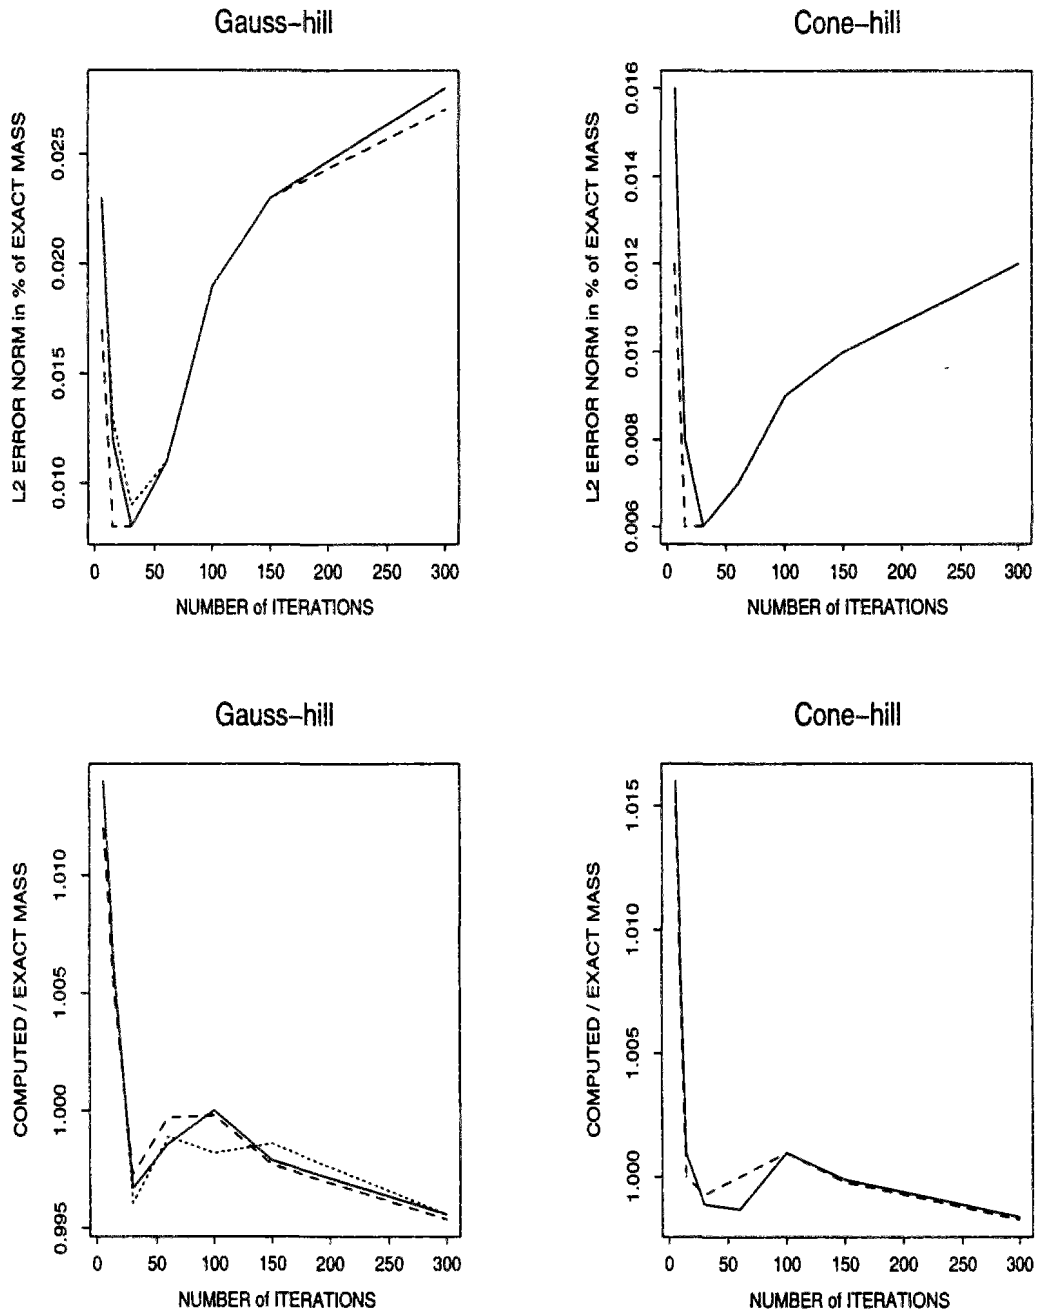 Gauss-hill
L2 ERROR NORM in % of EXACT MASS
0.025
0.020
0.015
0.010
0 50 100 150 200 250 300
NUMBER of ITERATIONS
Cone-hill
L2 ERROR NORM in % of EXACT MASS
0.016
0.014
0.012
0.010
0.008
0.006
0 50 100 150 200 250 300
NUMBER of ITERATIONS
Gauss-hill
COMPUTED / EXACT MASS
1.010
1.005
1.000
0.995
0 50 100 150 200 250 300
NUMBER of ITERATIONS
Cone-hill
COMPUTED / EXACT MASS
1.015
1.010
1.005
1.000
0 50 100 150 200 250 300
NUMBER of ITERATIONS